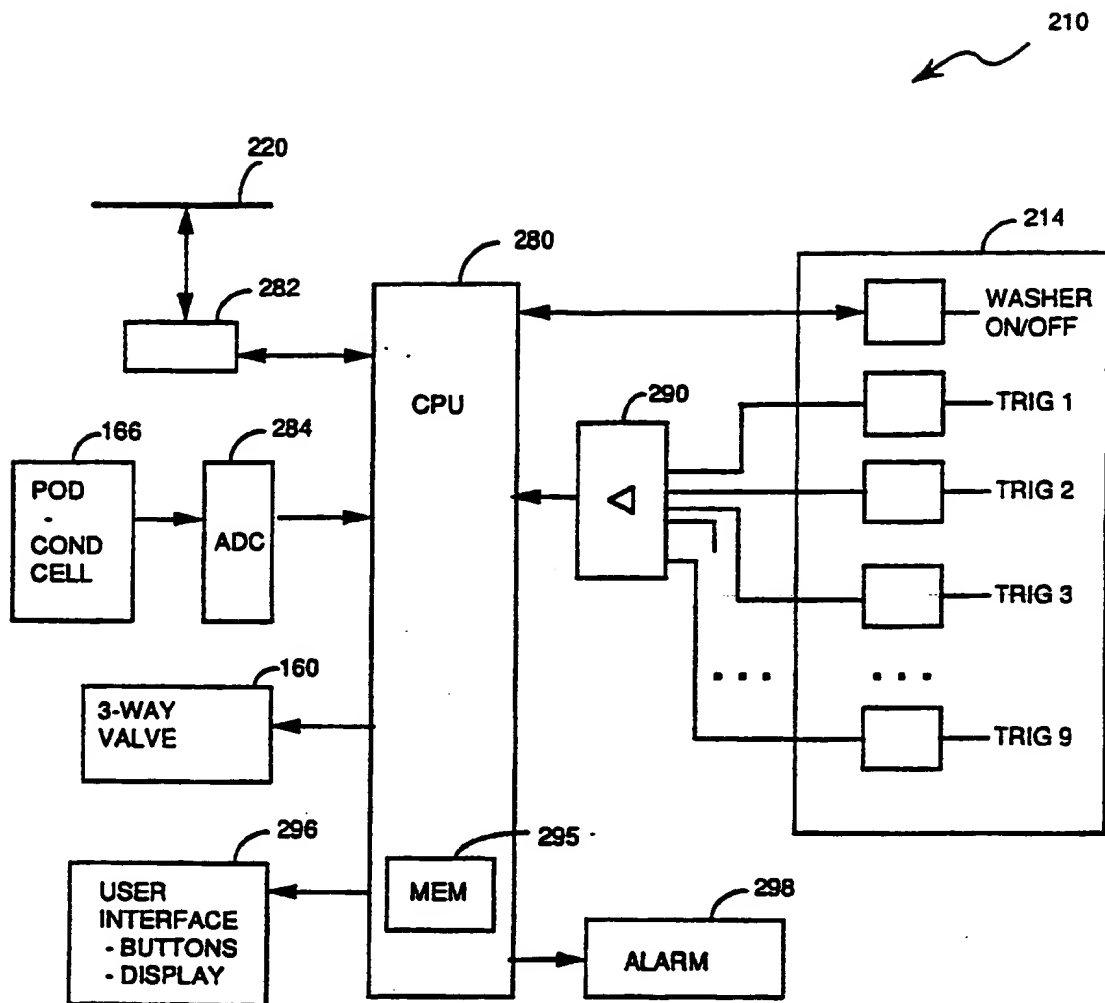 210
220
280
214
282
WASHER
ON/OFF
CPU
290
TRIG 1
166
284
POD
-
COND
CELL
ADC
TRIG 2
TRIG 3
160
3-WAY
VALVE
TRIG 9
296
295
USER
INTERFACE
- BUTTONS
- DISPLAY
MEM
298
ALARM